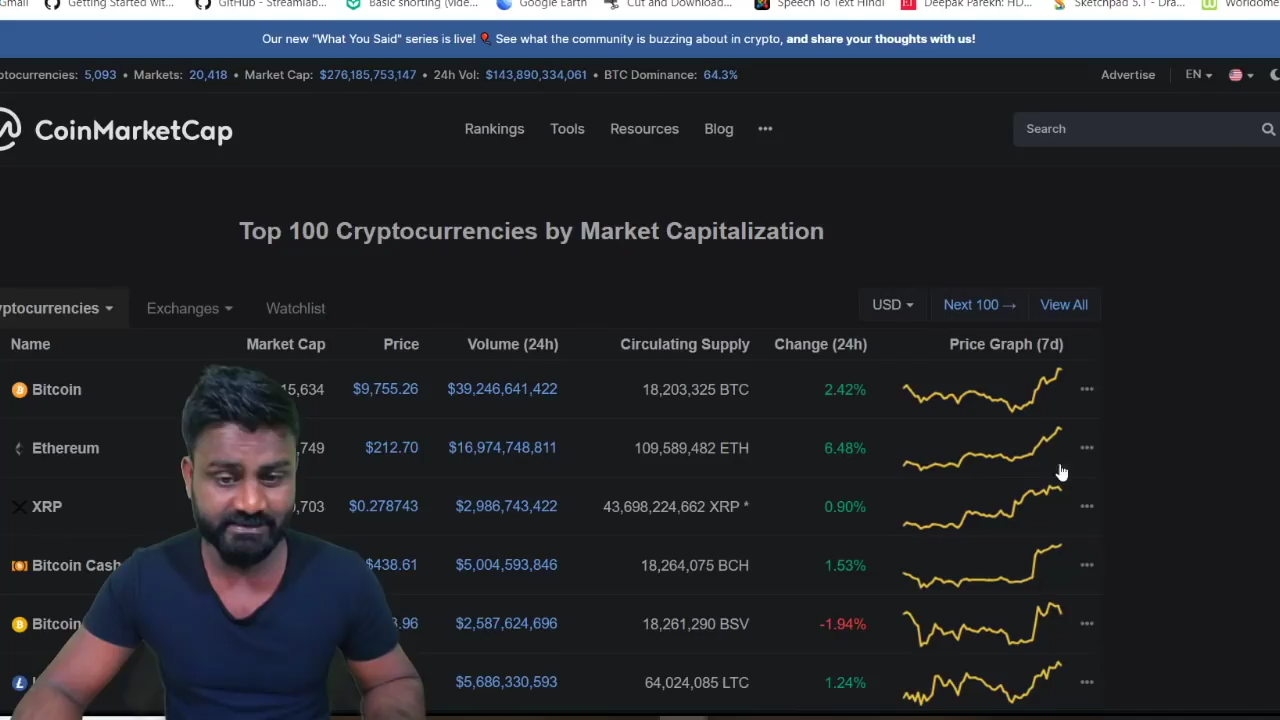 Gmail Getting Started wit... GitHub - Streamlab... Basic shorting (vide... Google Earth Cut and Download... Speech To Text Hindi Deepak Parekh: HD... Sketchpad 5.1 - Dra... Worldome
Our new "What You Said" series is live! 🎈 See what the community is buzzing about in crypto, and share your thoughts with us!
ptocurrencies: 5,093 • Markets: 20,418 • Market Cap: $276,185,753,147 • 24h Vol: $143,890,334,061 • BTC Dominance: 64.3%
Advertise EN
CoinMarketCap Rankings Tools Resources Blog ••• Search
Top 100 Cryptocurrencies by Market Capitalization
yptocurrencies Exchanges Watchlist USD Next 100 → View All
Name Market Cap Price Volume (24h) Circulating Supply Change (24h) Price Graph (7d)
Bitcoin 15,634 $9,755.26 $39,246,641,422 18,203,325 BTC 2.42%
Ethereum ,749 $212.70 $16,974,748,811 109,589,482 ETH 6.48%
XRP ,703 $0.278743 $2,986,743,422 43,698,224,662 XRP * 0.90%
Bitcoin Cash $438.61 $5,004,593,846 18,264,075 BCH 1.53%
Bitcoin .96 $2,587,624,696 18,261,290 BSV -1.94%
$5,686,330,593 64,024,085 LTC 1.24%